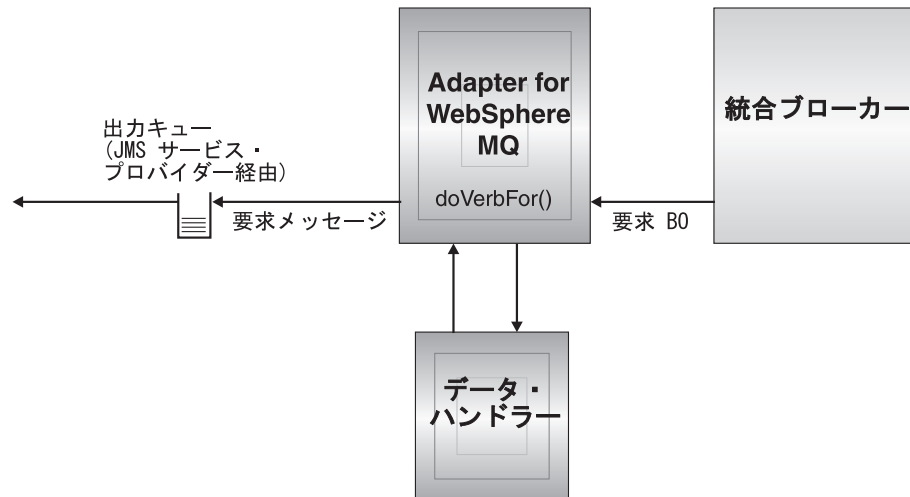 Adapter for
WebSphere
MQ
doVerbFor()
統合ブローカー
出力キュー
(JMS サービス・
プロバイダー経由)
要求メッセージ
要求 BO
データ・
ハンドラー